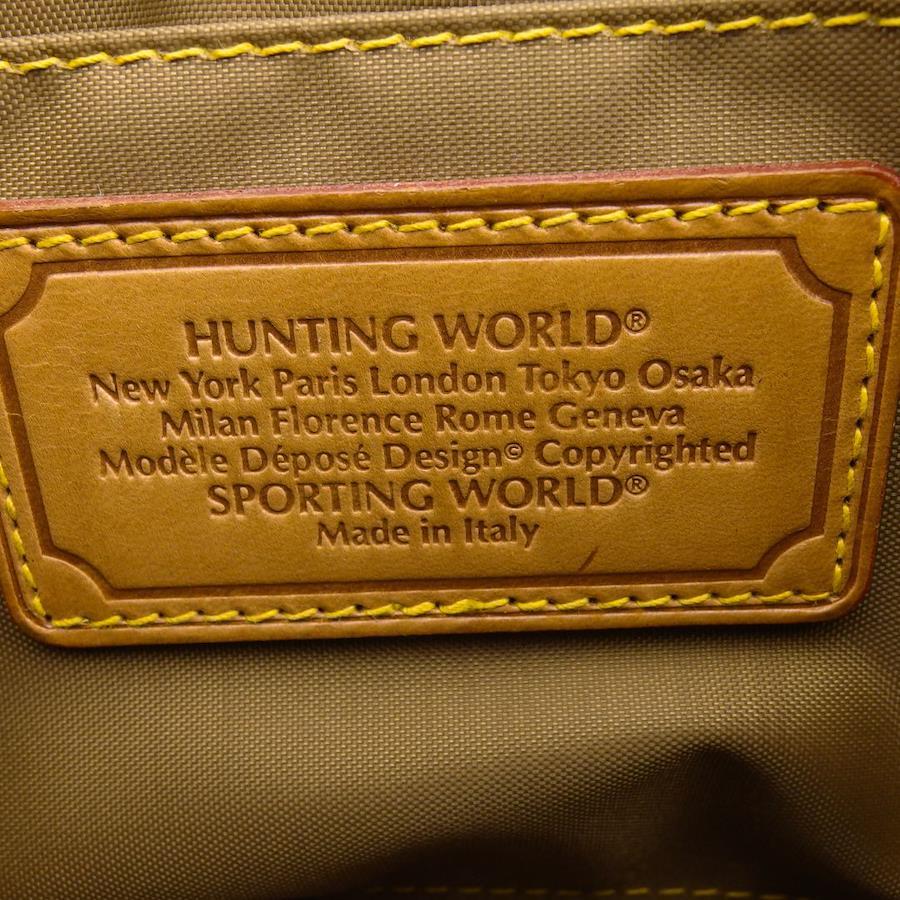 HUNTING WORLD®
New York Paris London Tokyo Osaka
Milan Florence Rome Geneva
Modèle Déposé Design© Copyrighted
SPORTING WORLD®
Made in Italy